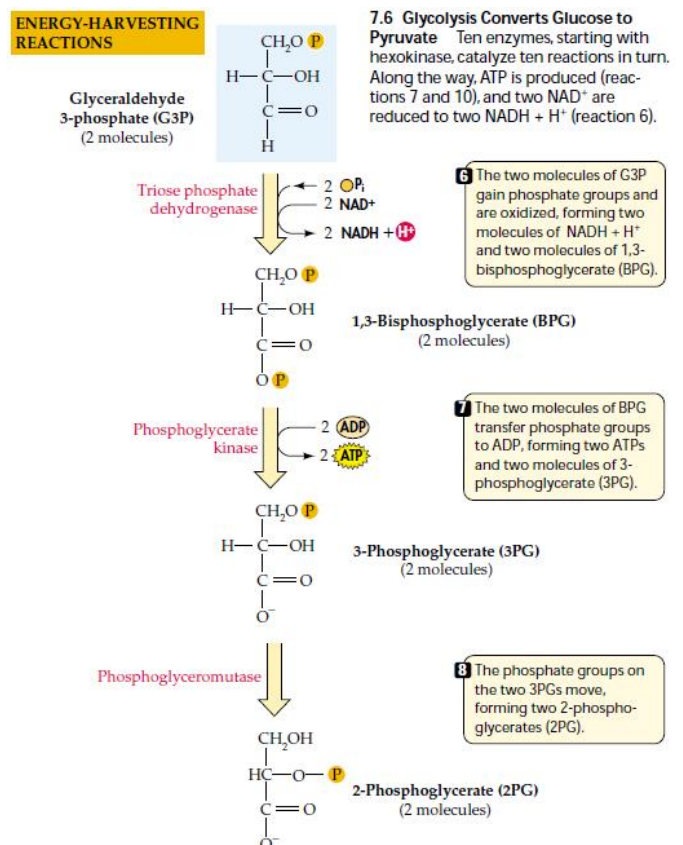 ENERGY-HARVESTING
REACTIONS
7.6 Glycolysis Converts Glucose to
Pyruvate Ten enzymes, starting with
hexokinase, catalyze ten reactions in turn.
Along the way, ATP is produced (reac-
tions 7 and 10), and two NAD⁺ are
reduced to two NADH + H⁺ (reaction 6).
CH₂O P
H—C—OH
C=O
H
Glyceraldehyde
3-phosphate (G3P)
(2 molecules)
Triose phosphate
dehydrogenase
2 Pᵢ
2 NAD+
2 NADH + H+
6 The two molecules of G3P
gain phosphate groups and
are oxidized, forming two
molecules of NADH + H⁺
and two molecules of 1,3-
bisphosphoglycerate (BPG).
CH₂O P
H—C—OH
C=O
O P
1,3-Bisphosphoglycerate (BPG)
(2 molecules)
Phosphoglycerate
kinase
2 ADP
2 ATP
7 The two molecules of BPG
transfer phosphate groups
to ADP, forming two ATPs
and two molecules of 3-
phosphoglycerate (3PG).
CH₂O P
H—C—OH
C=O
O⁻
3-Phosphoglycerate (3PG)
(2 molecules)
Phosphoglyceromutase
8 The phosphate groups on
the two 3PGs move,
forming two 2-phospho-
glycerates (2PG).
CH₂OH
HC—O—P
C=O
O⁻
2-Phosphoglycerate (2PG)
(2 molecules)